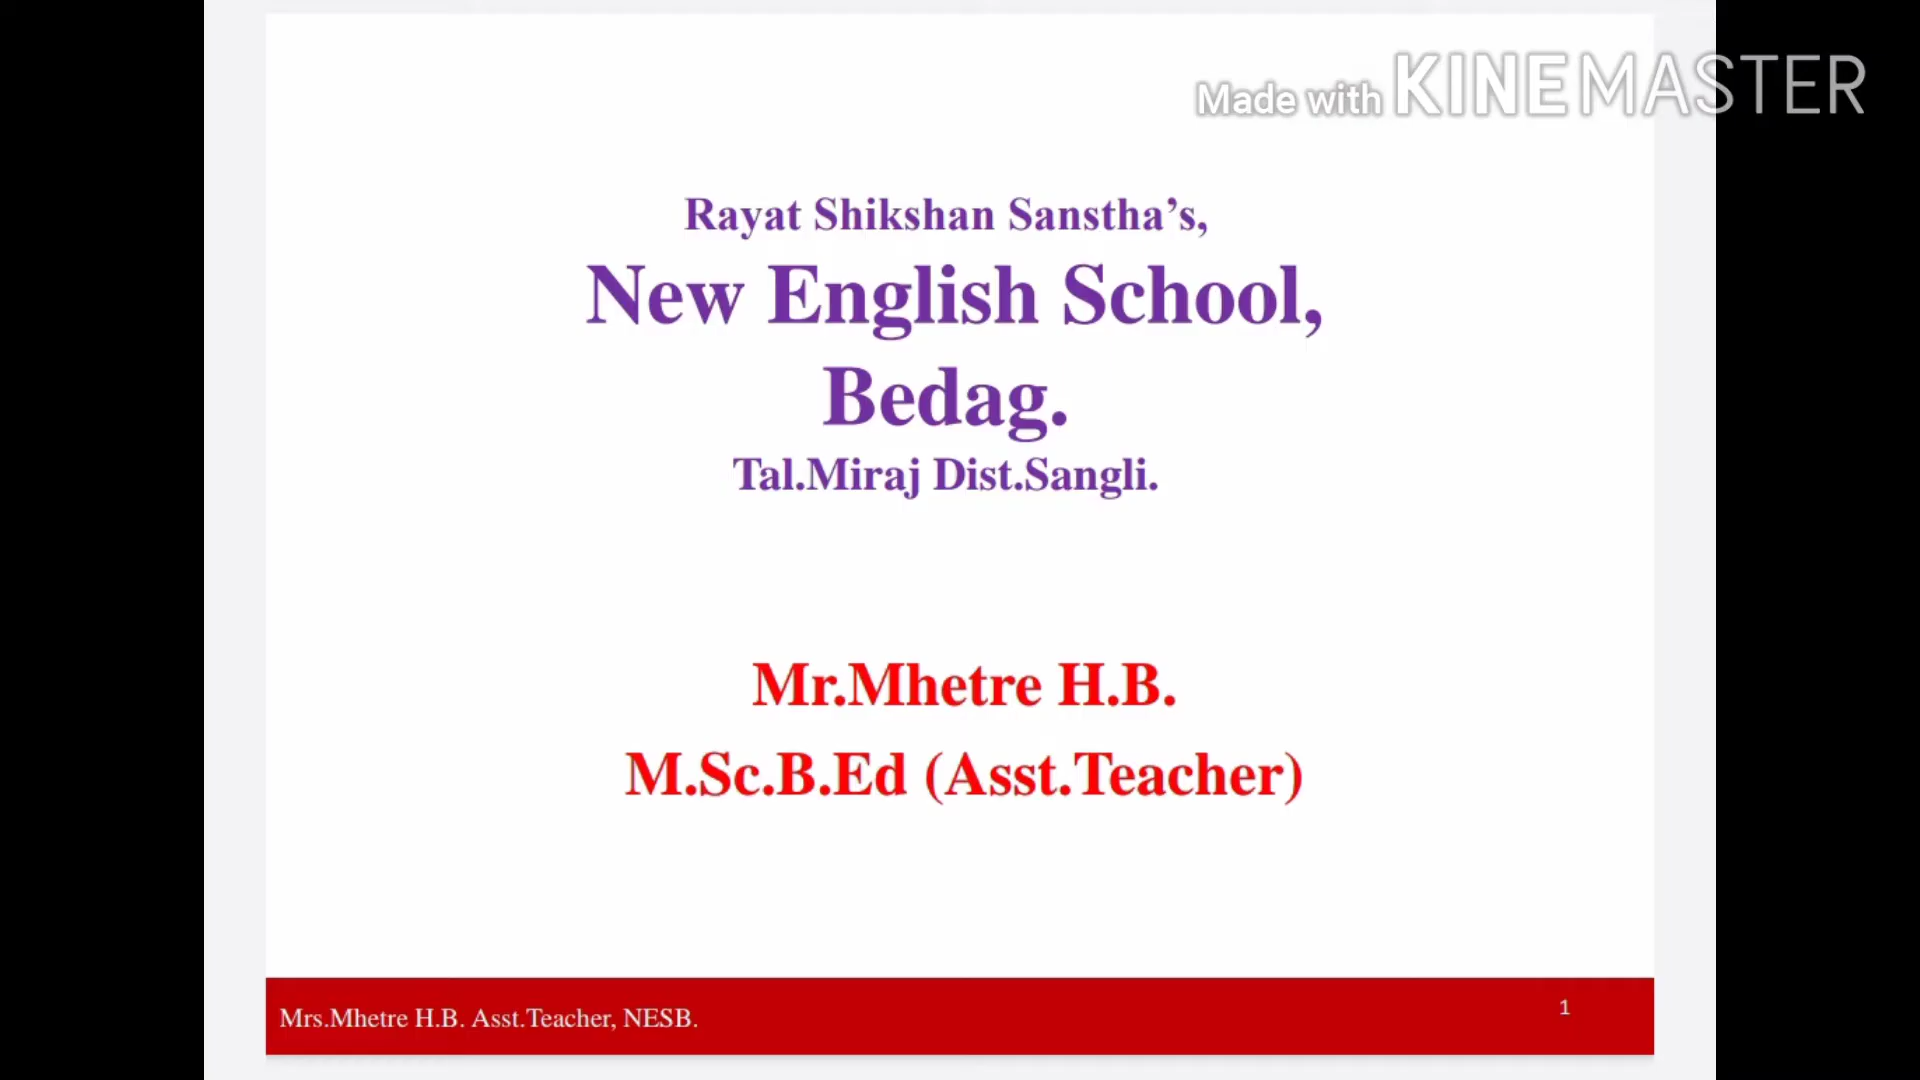 Made with KINEMASTER
Rayat Shikshan Sanstha’s,
New English School,
Bedag.
Tal.Miraj Dist.Sangli.
Mr.Mhetre H.B.
M.Sc.B.Ed (Asst.Teacher)
Mrs.Mhetre H.B. Asst.Teacher, NESB.
1